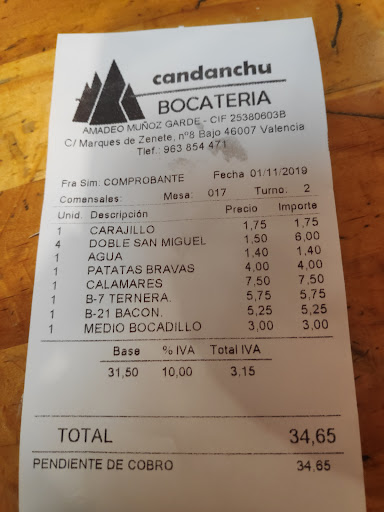 candanchu
BOCATERIA
AMADEO MUÑOZ GARDE - CIF 25380603B
C/ Marques de Zenete, nº8 Bajo 46007 Valencia
Tlef.: 963 854 471
Fra Sim: COMPROBANTE Fecha 01/11/2019
Comensales: Mesa: 017 Turno. 2
Unid. Descripción Precio Importe
1 CARAJILLO 1,75 1,75
4 DOBLE SAN MIGUEL 1,50 6,00
1 AGUA 1,40 1,40
1 PATATAS BRAVAS 4,00 4,00
1 CALAMARES 7,50 7,50
1 B-7 TERNERA. 5,75 5,75
1 B-21 BACON. 5,25 5,25
1 MEDIO BOCADILLO 3,00 3,00
Base % IVA Total IVA
31,50 10,00 3,15
TOTAL 34,65
PENDIENTE DE COBRO 34,65